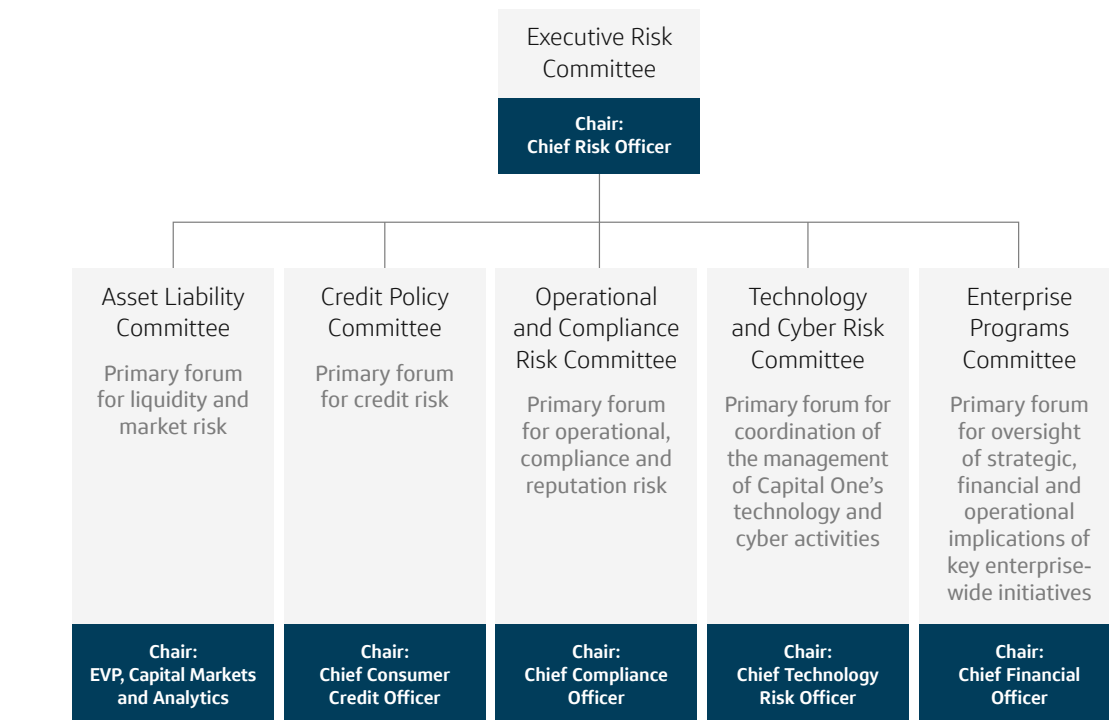 Executive Risk
Committee
Chair:
Chief Risk Officer
Asset Liability
Committee
Primary forum
for liquidity and
market risk
Chair:
EVP, Capital Markets
and Analytics
Credit Policy
Committee
Primary forum
for credit risk
Chair:
Chief Consumer
Credit Officer
Operational
and Compliance
Risk Committee
Primary forum
for operational,
compliance and
reputation risk
Chair:
Chief Compliance
Officer
Technology
and Cyber Risk
Committee
Primary forum for
coordination of
the management
of Capital One’s
technology and
cyber activities
Chair:
Chief Technology
Risk Officer
Enterprise
Programs
Committee
Primary forum
for oversight
of strategic,
financial and
operational
implications of
key enterprise-
wide initiatives
Chair:
Chief Financial
Officer